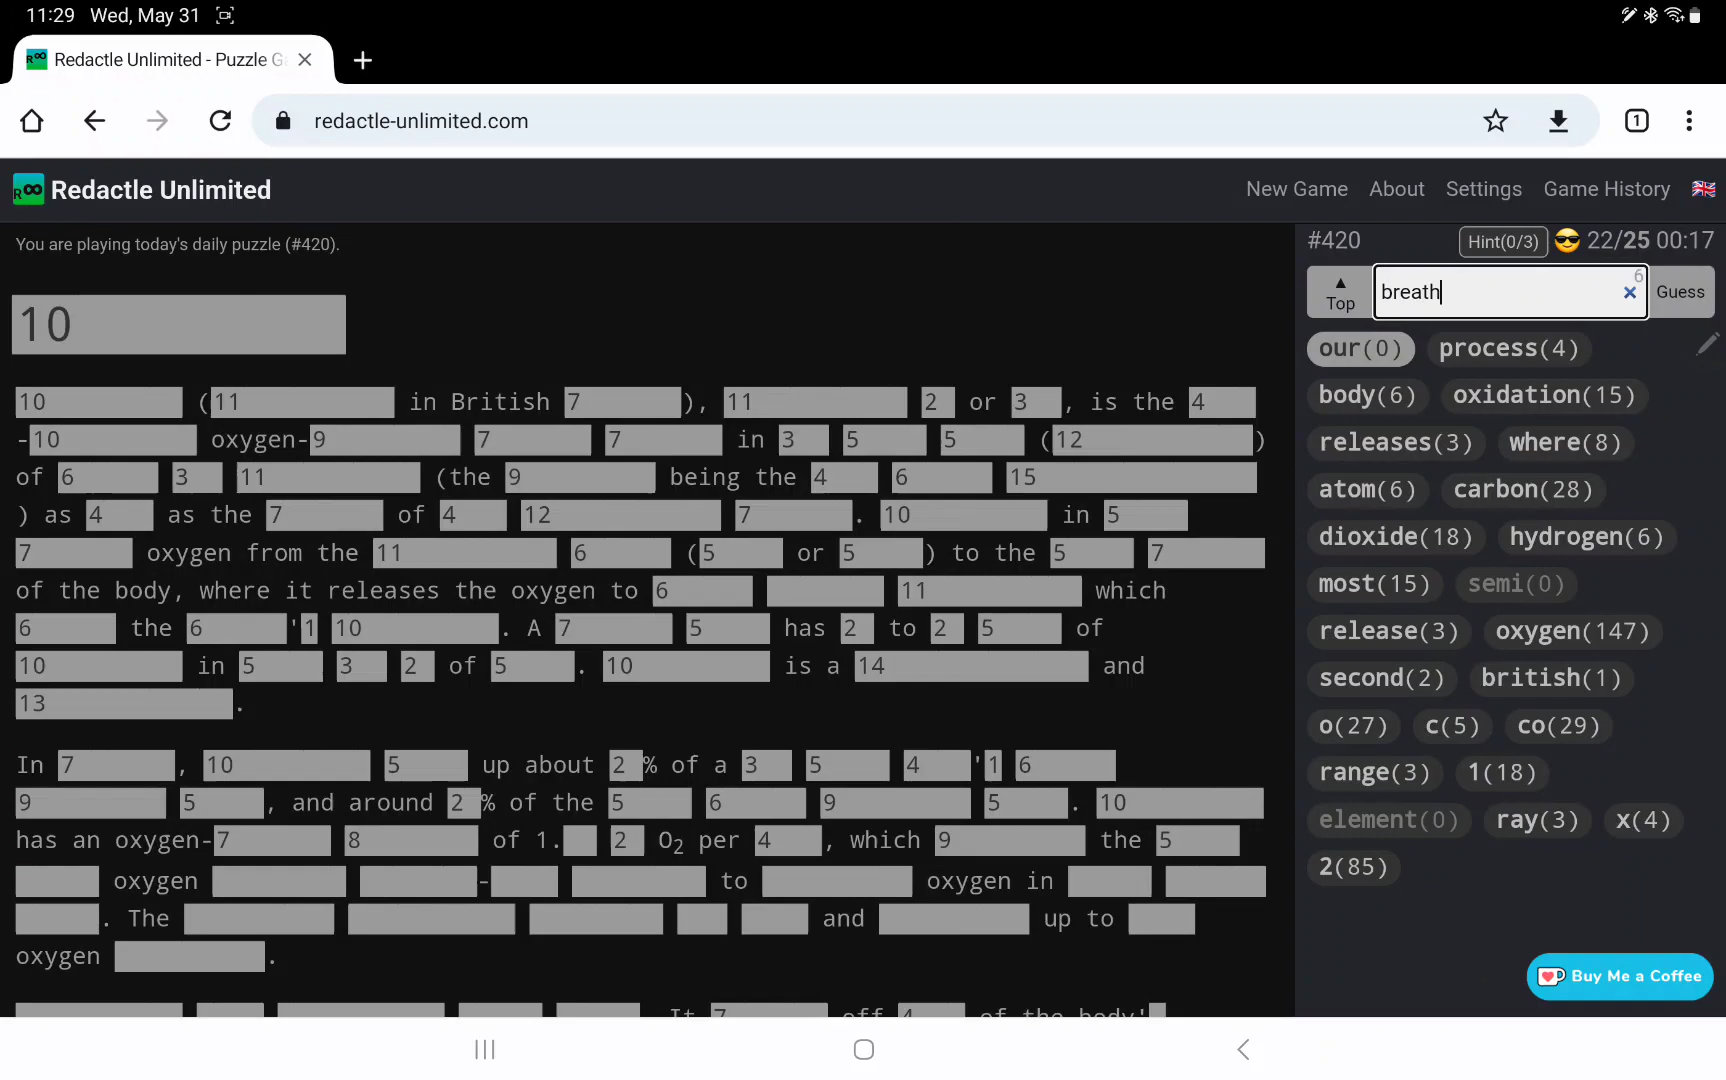 11:29 Wed, May 31
Redactle Unlimited - Puzzle G
redactle-unlimited.com
1
R∞ Redactle Unlimited
New Game About Settings Game History
You are playing today's daily puzzle (#420).
10
10 (11 in British 7), 11 2 or 3, is the 4
-10 oxygen-9 7 7 in 3 5 5 (12)
of 6 3 11 (the 9 being the 4 6 15
) as 4 as the 7 of 4 12 7. 10 in 5
7 oxygen from the 11 6 (5 or 5) to the 5 7
of the body, where it releases the oxygen to 6 11 which
6 the 6'1 10. A 7 5 has 2 to 2 5 of
10 in 5 3 2 of 5. 10 is a 14 and
13.
In 7, 10 5 up about 2% of a 3 5 4'1 6
9 5, and around 2% of the 5 6 9 5. 10
has an oxygen-7 8 of 1. 2 O2 per 4, which 9 the 5
oxygen - to oxygen in
. The and up to
oxygen .
. It 7 off 4 of the body'
#420 Hint(0/3) 22/25 00:17
▲ Top breath 6 × Guess
our(0) process(4)
body(6) oxidation(15)
releases(3) where(8)
atom(6) carbon(28)
dioxide(18) hydrogen(6)
most(15) semi(0)
release(3) oxygen(147)
second(2) british(1)
o(27) c(5) co(29)
range(3) 1(18)
element(0) ray(3) x(4)
2(85)
Buy Me a Coffee